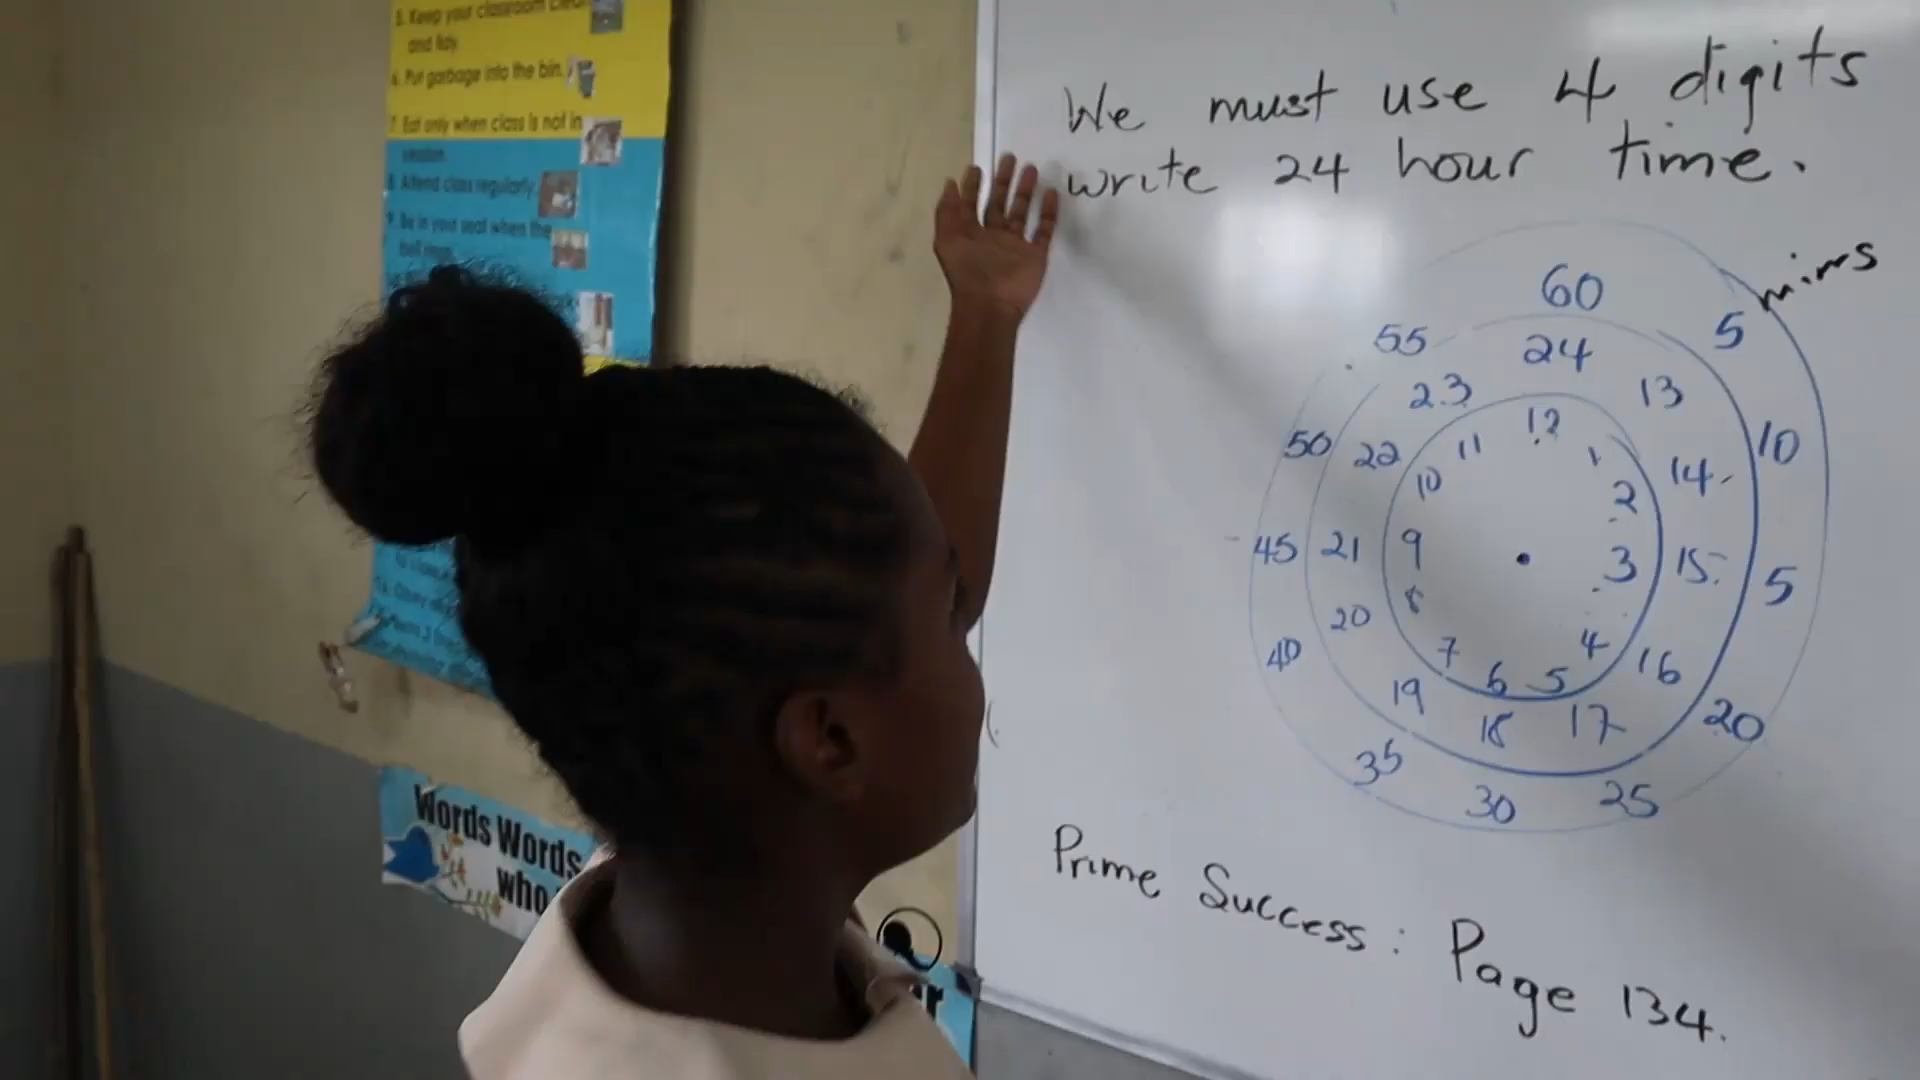 5. Keep your classroom clean
and tidy.
6. Put garbage into the bin.
7. Eat only when class is not in
session.
8. Attend class regularly.
9. Be in your seat when the
bell rings.
Words Words
who
We must use 4 digits
write 24 hour time.
mins
60
5
10
5
20
25
30
35
40
45
50
55
24
13
14
15
16
17
18
19
20
21
22
23
12
1
2
3
4
5
6
7
8
9
10
11
Prime Success: Page 134.